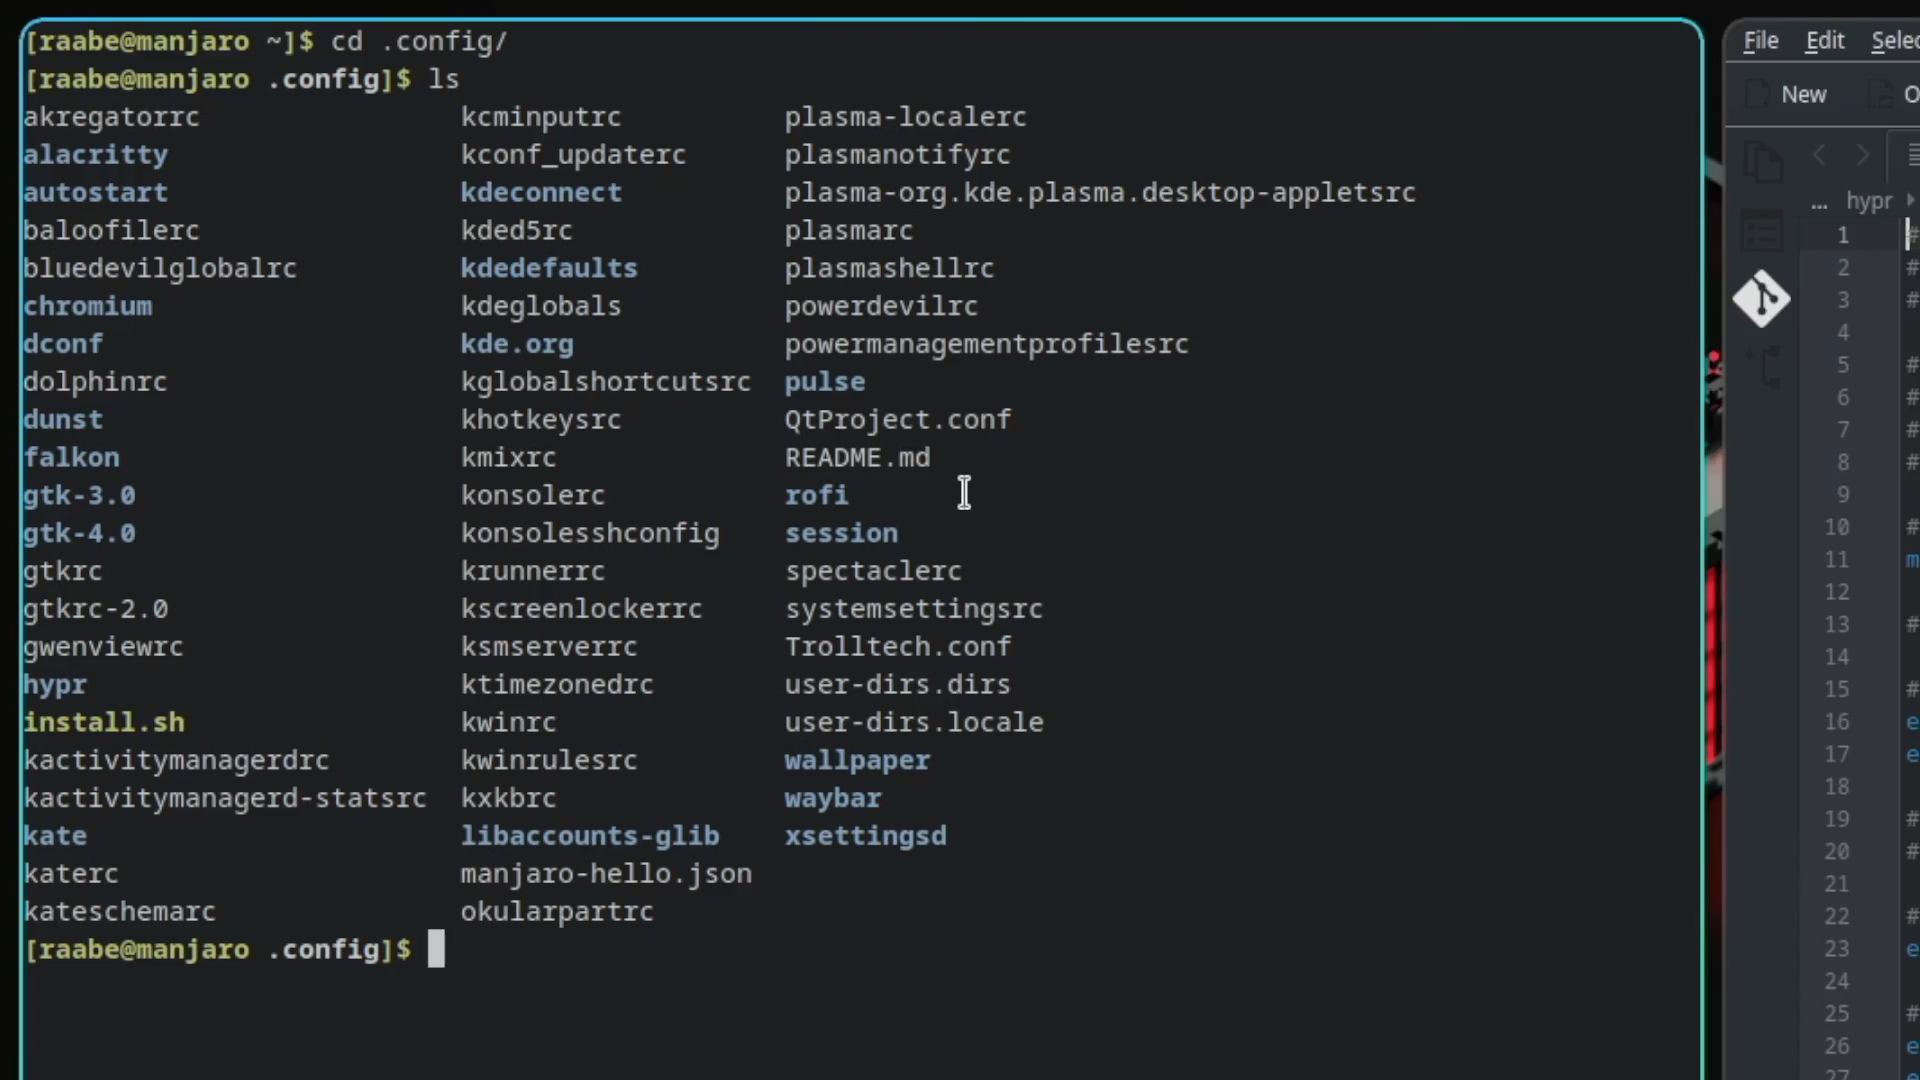 [raabe@manjaro ~]$ cd .config/
[raabe@manjaro .config]$ ls
akregatorrc kcminputrc plasma-localerc
alacritty kconf_updaterc plasmanotifyrc
autostart kdeconnect plasma-org.kde.plasma.desktop-appletsrc
baloofilerc kded5rc plasmarc
bluedevilglobalrc kdedefaults plasmashellrc
chromium kdeglobals powerdevilrc
dconf kde.org powermanagementprofilesrc
dolphinrc kglobalshortcutsrc pulse
dunst khotkeysrc QtProject.conf
falkon kmixrc README.md
gtk-3.0 konsolerc rofi
gtk-4.0 konsolesshconfig session
gtkrc krunnerrc spectaclerc
gtkrc-2.0 kscreenlockerrc systemsettingsrc
gwenviewrc ksmserverrc Trolltech.conf
hypr ktimezonedrc user-dirs.dirs
install.sh kwinrc user-dirs.locale
kactivitymanagerdrc kwinrulesrc wallpaper
kactivitymanagerd-statsrc kxkbrc waybar
kate libaccounts-glib xsettingsd
katerc manjaro-hello.json
kateschemarc okularpartrc
[raabe@manjaro .config]$
File Edit Selec
New O
... hypr
1 #
2 #
3 #
4
5 #
6 #
7 #
8 #
9
10 #
11 m
12
13 #
14
15 #
16 e
17 e
18
19 #
20 #
21
22 #
23 e
24
25 #
26 e
27